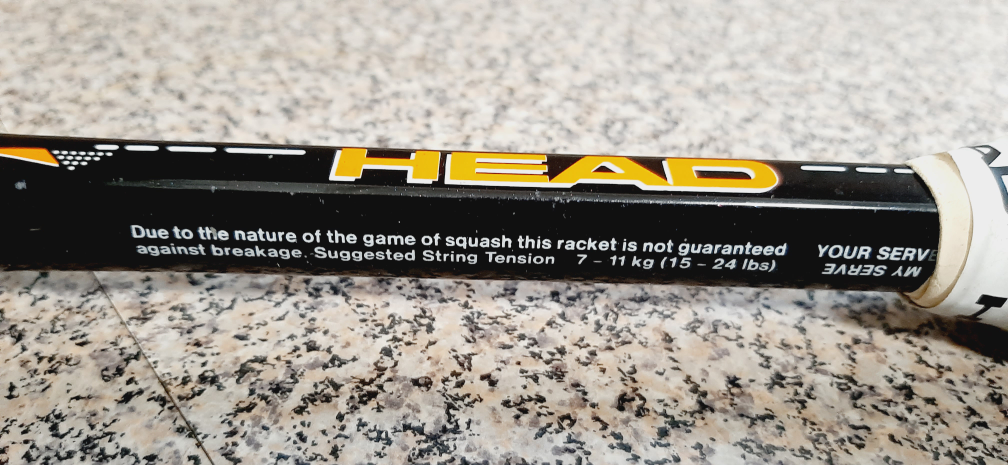 HEAD
Due to the nature of the game of squash this racket is not guaranteed
against breakage. Suggested String Tension 7 - 11 kg (15 - 24 lbs)
YOUR SERVE
MY SERVE